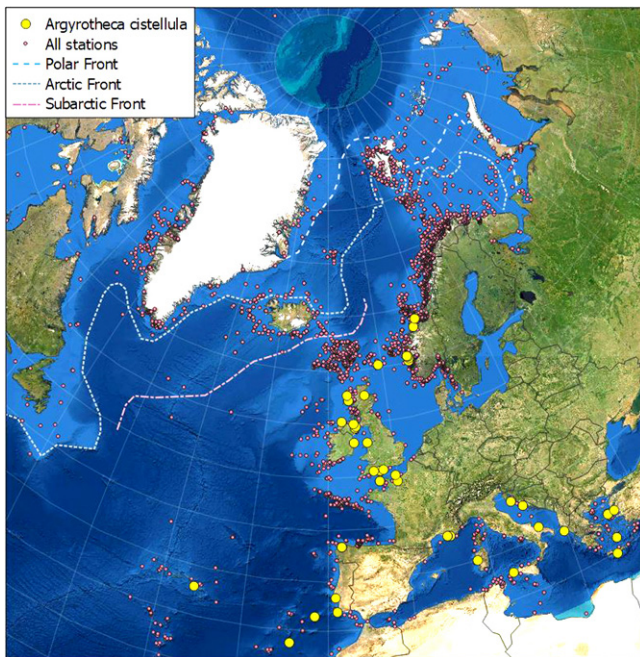 Argyrotheca cistellula
All stations
Polar Front
Arctic Front
Subarctic Front